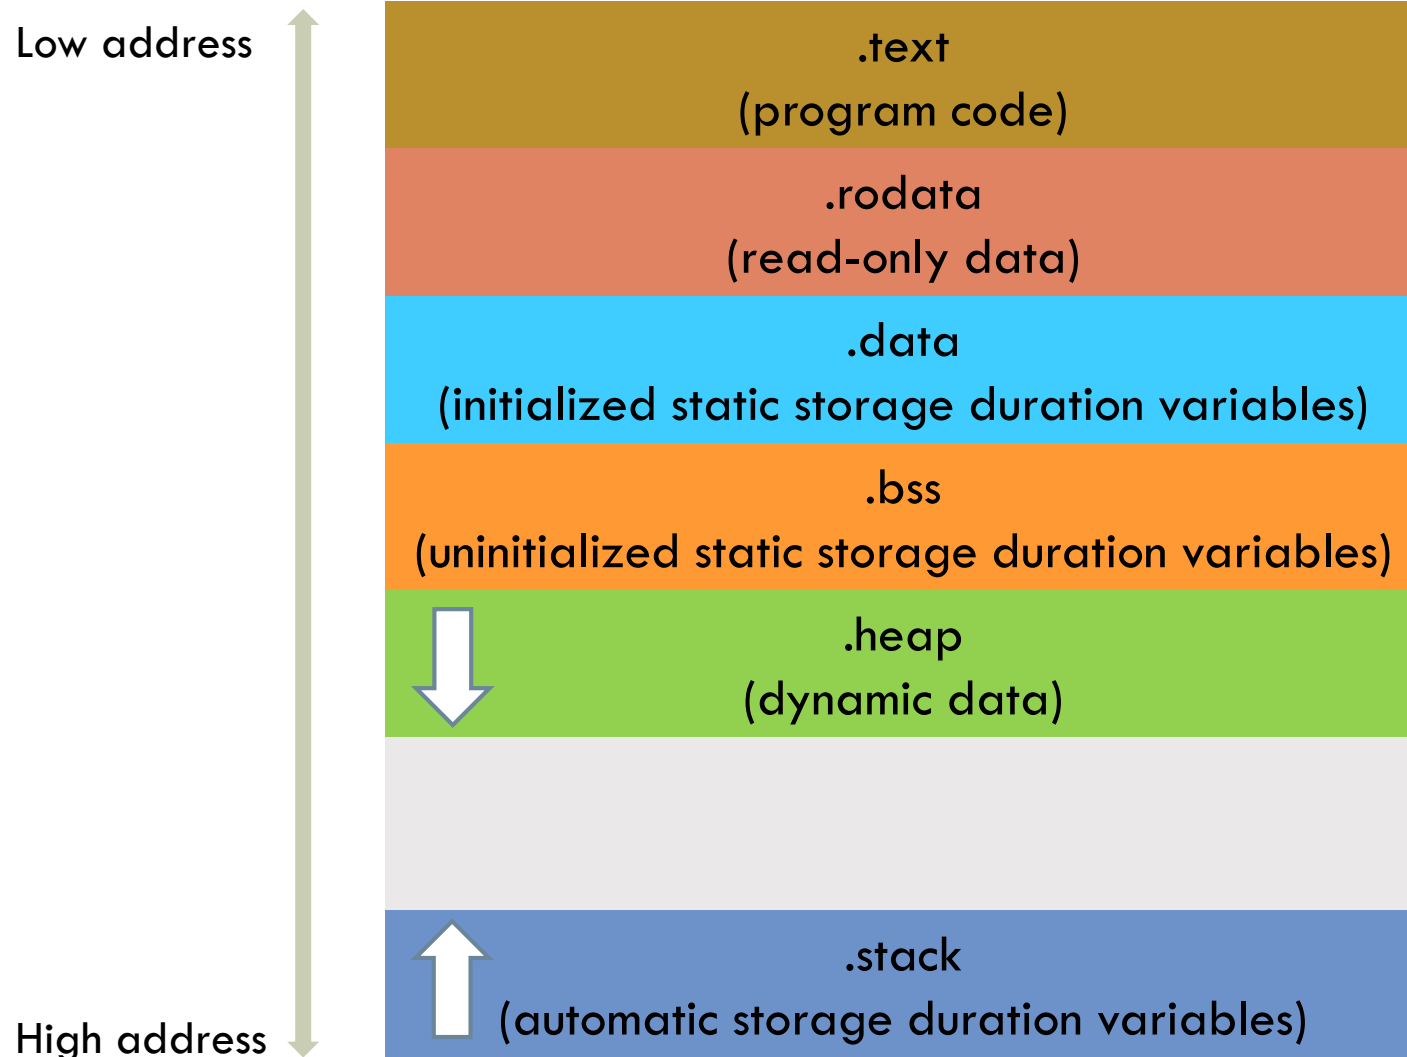 Low address
.text
(program code)
.rodata
(read-only data)
.data
(initialized static storage duration variables)
.bss
(uninitialized static storage duration variables)
.heap
(dynamic data)
.stack
(automatic storage duration variables)
High address